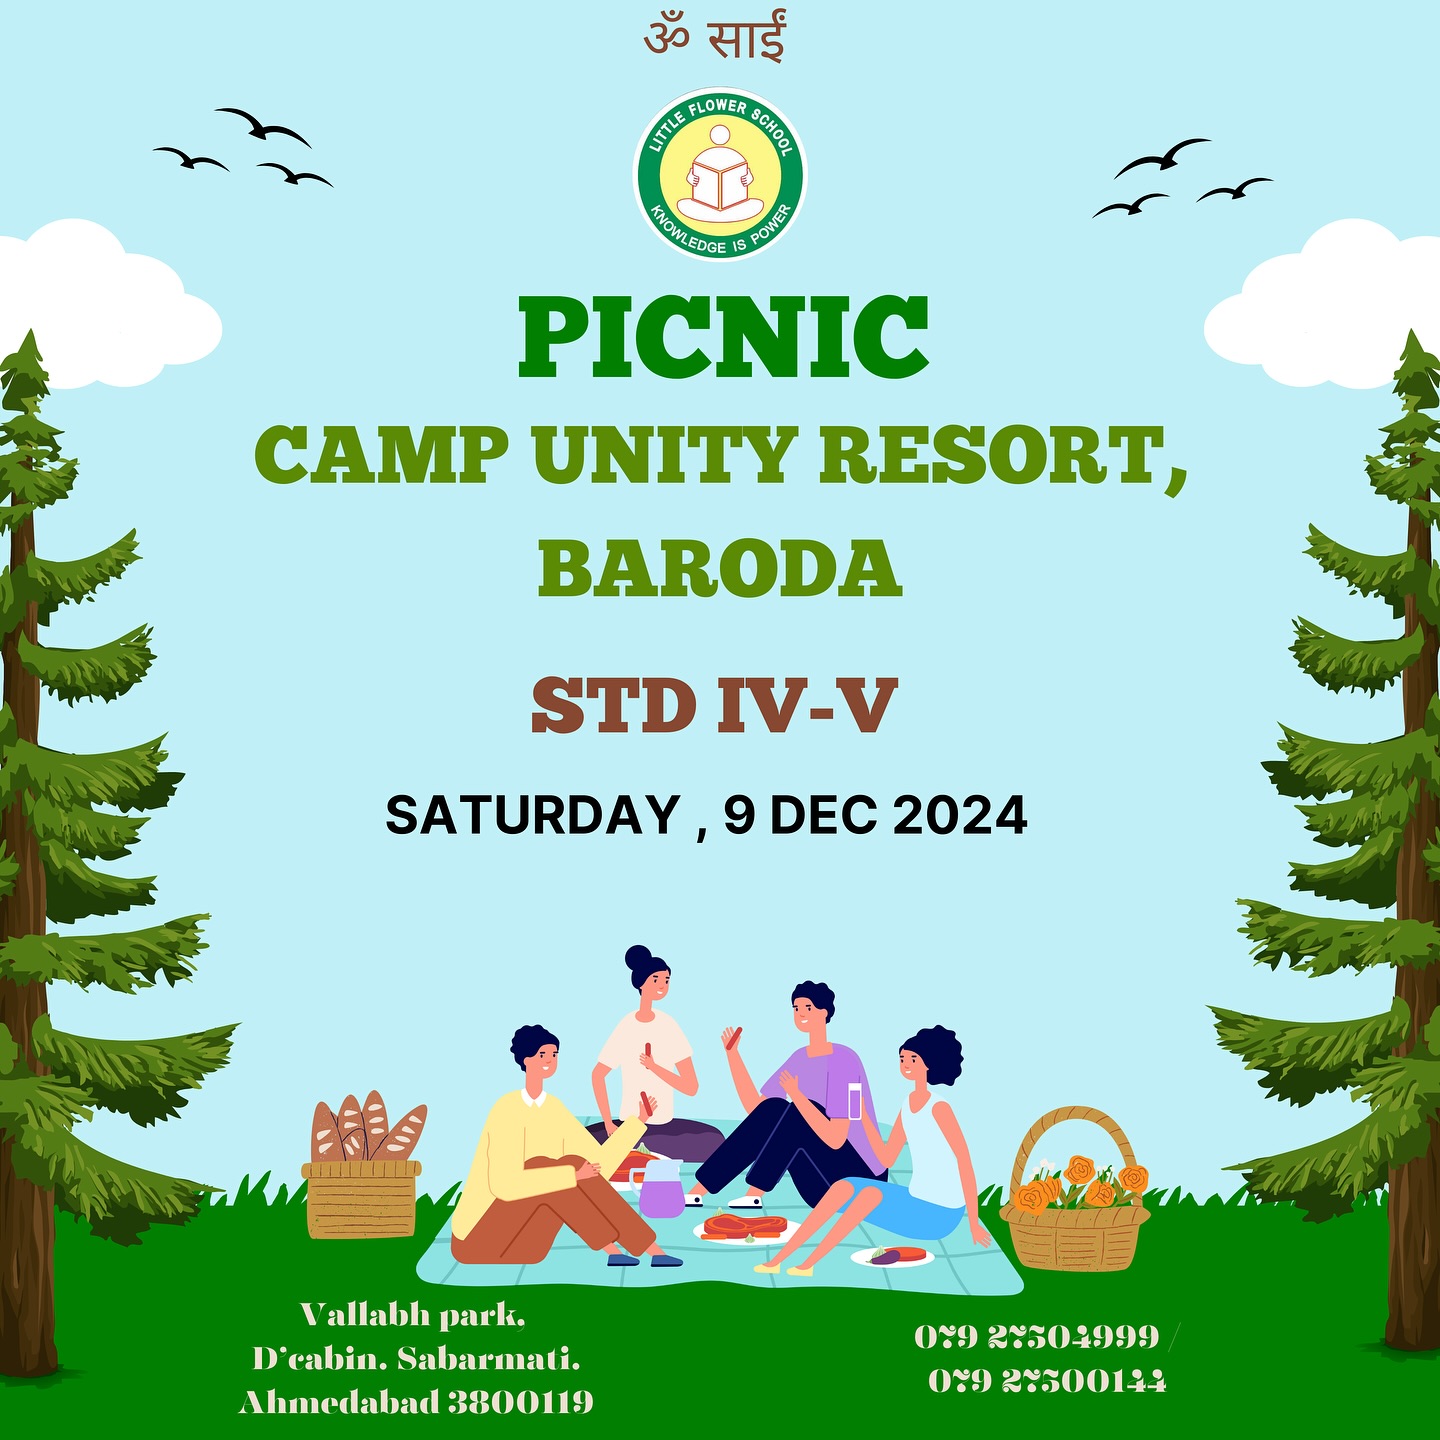 ॐ साईं
LITTLE FLOWER SCHOOL
KNOWLEDGE IS POWER
PICNIC
CAMP UNITY RESORT,
BARODA
STD IV-V
SATURDAY , 9 DEC 2024
Vallabh park,
D'cabin. Sabarmati.
Ahmedabad 3800119
079 27504999 /
079 27500144